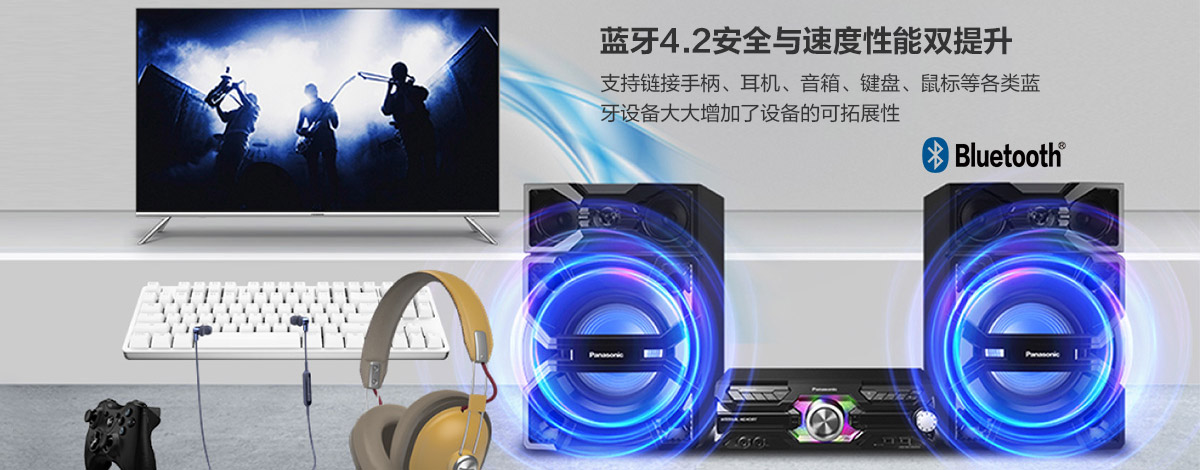 蓝牙4.2安全与速度性能双提升
支持链接手柄、耳机、音箱、键盘、鼠标等各类蓝
牙设备大大增加了设备的可拓展性
Bluetooth®
Panasonic
Panasonic
Panasonic